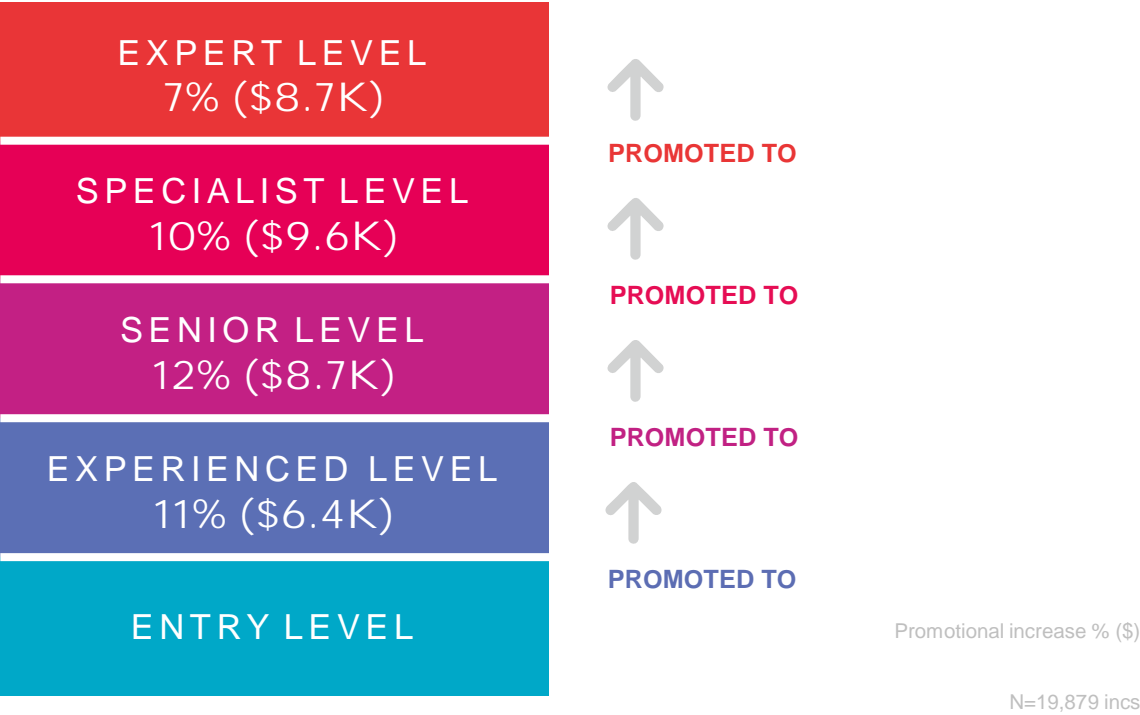 EXPERT LEVEL
7% ($8.7K)
PROMOTED TO
SPECIALIST LEVEL
10% ($9.6K)
PROMOTED TO
SENIOR LEVEL
12% ($8.7K)
PROMOTED TO
EXPERIENCED LEVEL
11% ($6.4K)
PROMOTED TO
ENTRY LEVEL
Promotional increase % ($)
N=19,879 incs